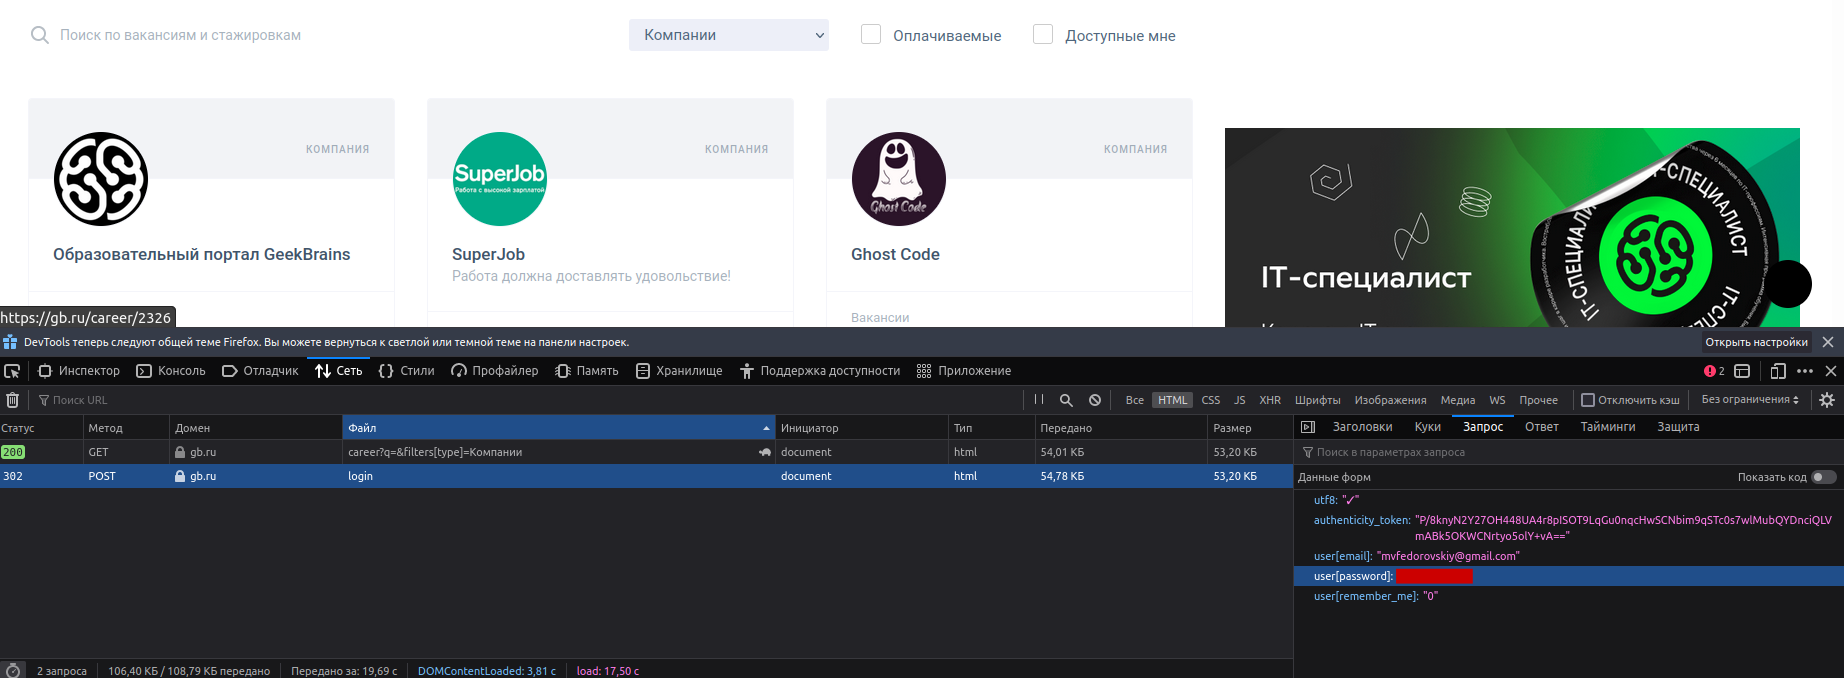 Поиск по вакансиям и стажировкам
Компании
Оплачиваемые
Доступные мне
КОМПАНИЯ
Образовательный портал GeekBrains
КОМПАНИЯ
SuperJob
Работа с высокой зарплатой
SuperJob
Работа должна доставлять удовольствие!
КОМПАНИЯ
Ghost Code
Ghost Code
Вакансии
IT-специалист
IT-СПЕЦИАЛИСТ
https://gb.ru/career/2326
DevTools теперь следуют общей теме Firefox. Вы можете вернуться к светлой или темной теме на панели настроек.
Открыть настройки
Инспектор Консоль Отладчик Сеть Стили Профайлер Память Хранилище Поддержка доступности Приложение 2
Поиск URL
Все HTML CSS JS XHR Шрифты Изображения Медиа WS Прочее Отключить кэш Без ограничения
Статус Метод Домен Файл Инициатор Тип Передано Размер
200 GET gb.ru career?q=&filters[type]=Компании document html 54,01 КБ 53,20 КБ
302 POST gb.ru login document html 54,78 КБ 53,20 КБ
Заголовки Куки Запрос Ответ Тайминги Защита
Поиск в параметрах запроса
Данные форм Показать код
utf8: "✓"
authenticity_token: "P/8knyN2Y27OH448UA4r8pISOT9LqGu0nqcHwSCNbim9qSTc0s7wlMubQYDnciQLV
mABk5OKWCNrtyo5olY+vA=="
user[email]: "mvfedorovskiy@gmail.com"
user[password]:
user[remember_me]: "0"
2 запроса 106,40 КБ / 108,79 КБ передано Передано за: 19,69 с DOMContentLoaded: 3,81 с load: 17,50 с